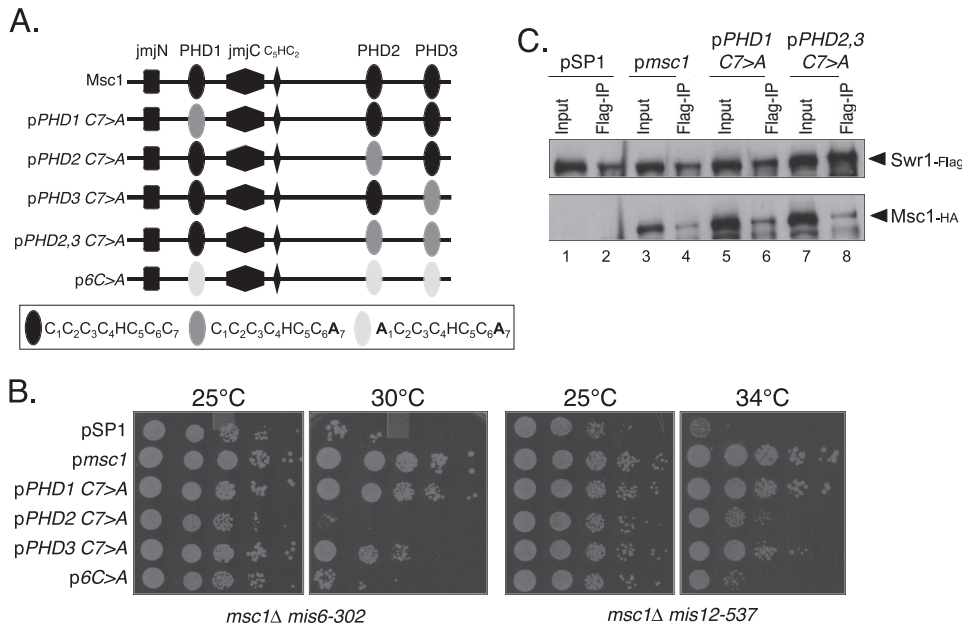 A.
jmjN PHD1 jmjC C₅HC₂ PHD2 PHD3
Msc1
pPHD1 C7>A
pPHD2 C7>A
pPHD3 C7>A
pPHD2,3 C7>A
p6C>A
C₁C₂C₃C₄HC₅C₆C₇ C₁C₂C₃C₄HC₅C₆A₇ A₁C₂C₃C₄HC₅C₆A₇
C.
pSP1 pmsc1 pPHD1 C7>A pPHD2,3 C7>A
Input Flag-IP Input Flag-IP Input Flag-IP Input Flag-IP
Swr1-Flag
Msc1-HA
1 2 3 4 5 6 7 8
B.
25°C 30°C 25°C 34°C
pSP1
pmsc1
pPHD1 C7>A
pPHD2 C7>A
pPHD3 C7>A
p6C>A
msc1Δ mis6-302 msc1Δ mis12-537